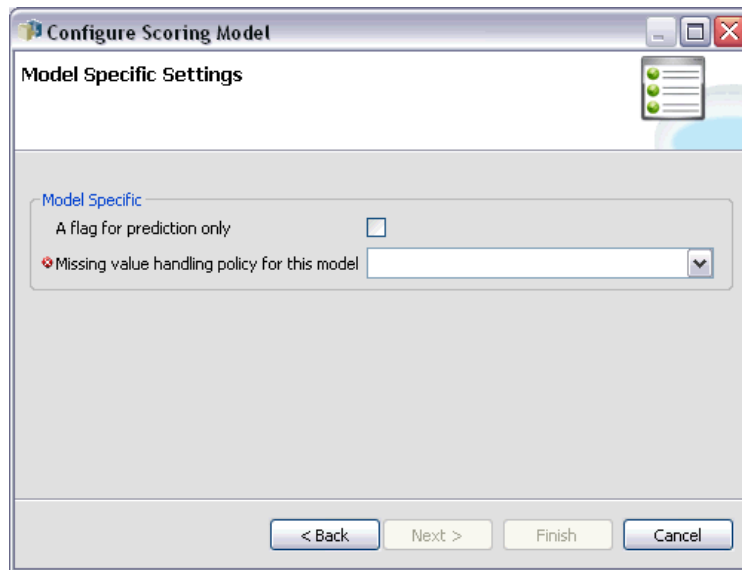 Configure Scoring Model
Model Specific Settings
Model Specific
A flag for prediction only
Missing value handling policy for this model
< Back Next > Finish Cancel